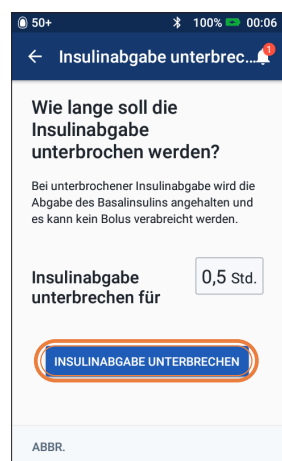 50+ 100% 00:06
Insulinabgabe unterbrec... 1
Wie lange soll die
Insulinabgabe
unterbrochen werden?
Bei unterbrochener Insulinabgabe wird die
Abgabe des Basalinsulins angehalten und
es kann kein Bolus verabreicht werden.
Insulinabgabe
unterbrechen für
0,5 Std.
INSULINABGABE UNTERBRECHEN
ABBR.